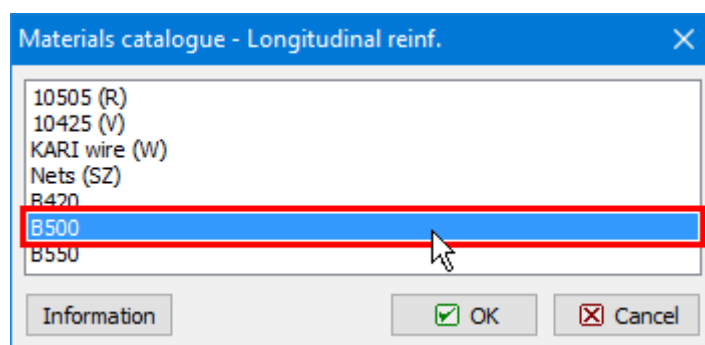 Materials catalogue - Longitudinal reinf.
10505 (R)
10425 (V)
KARI wire (W)
Nets (SZ)
B420
B500
B550
Information OK Cancel